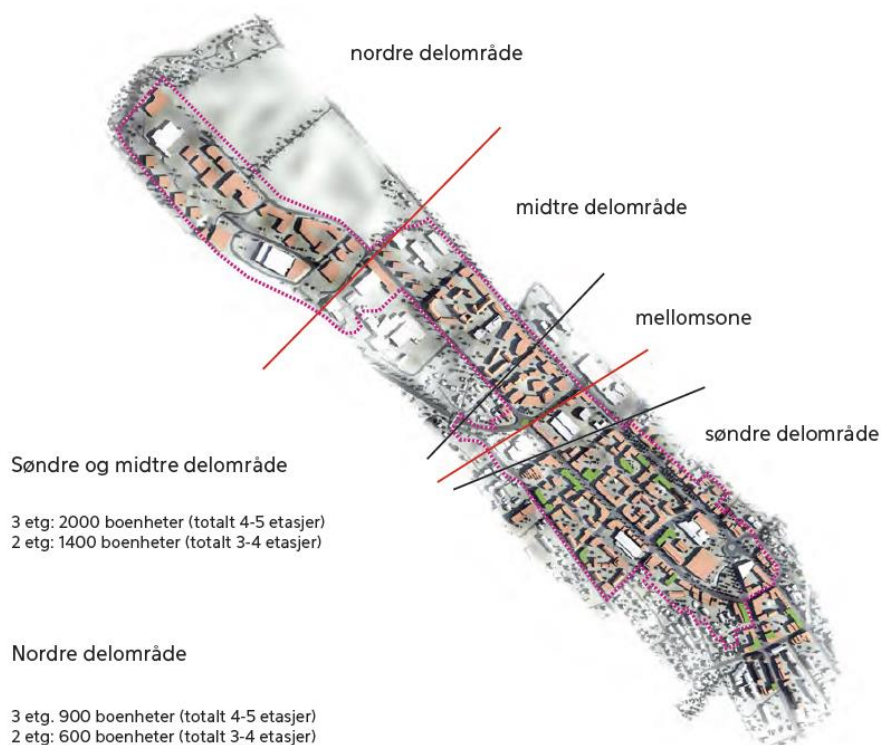 nordre delområde
midtre delområde
mellomsone
søndre delområde
Søndre og midtre delområde
3 etg: 2000 boenheter (totalt 4-5 etasjer)
2 etg: 1400 boenheter (totalt 3-4 etasjer)
Nordre delområde
3 etg. 900 boenheter (totalt 4-5 etasjer)
2 etg: 600 boenheter (totalt 3-4 etasjer)